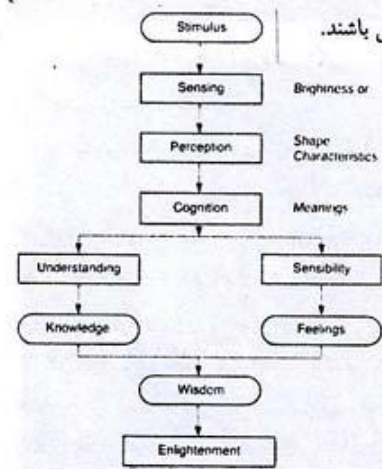 Stimulus
ی باشند.
Sensing Brightness or
Perception Shape
Characteristics
Cognition Meanings
Understanding Sensibility
Knowledge Feelings
Wisdom
Enlightenment